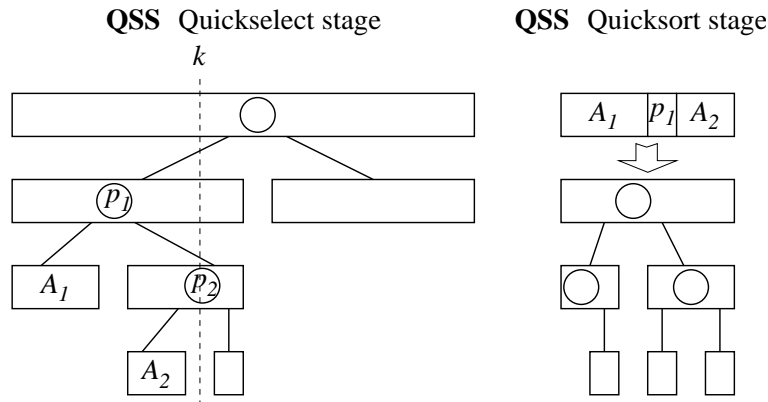 QSS Quickselect stage
QSS Quicksort stage
k
A1 p1 A2
p1
A1
p2
A2